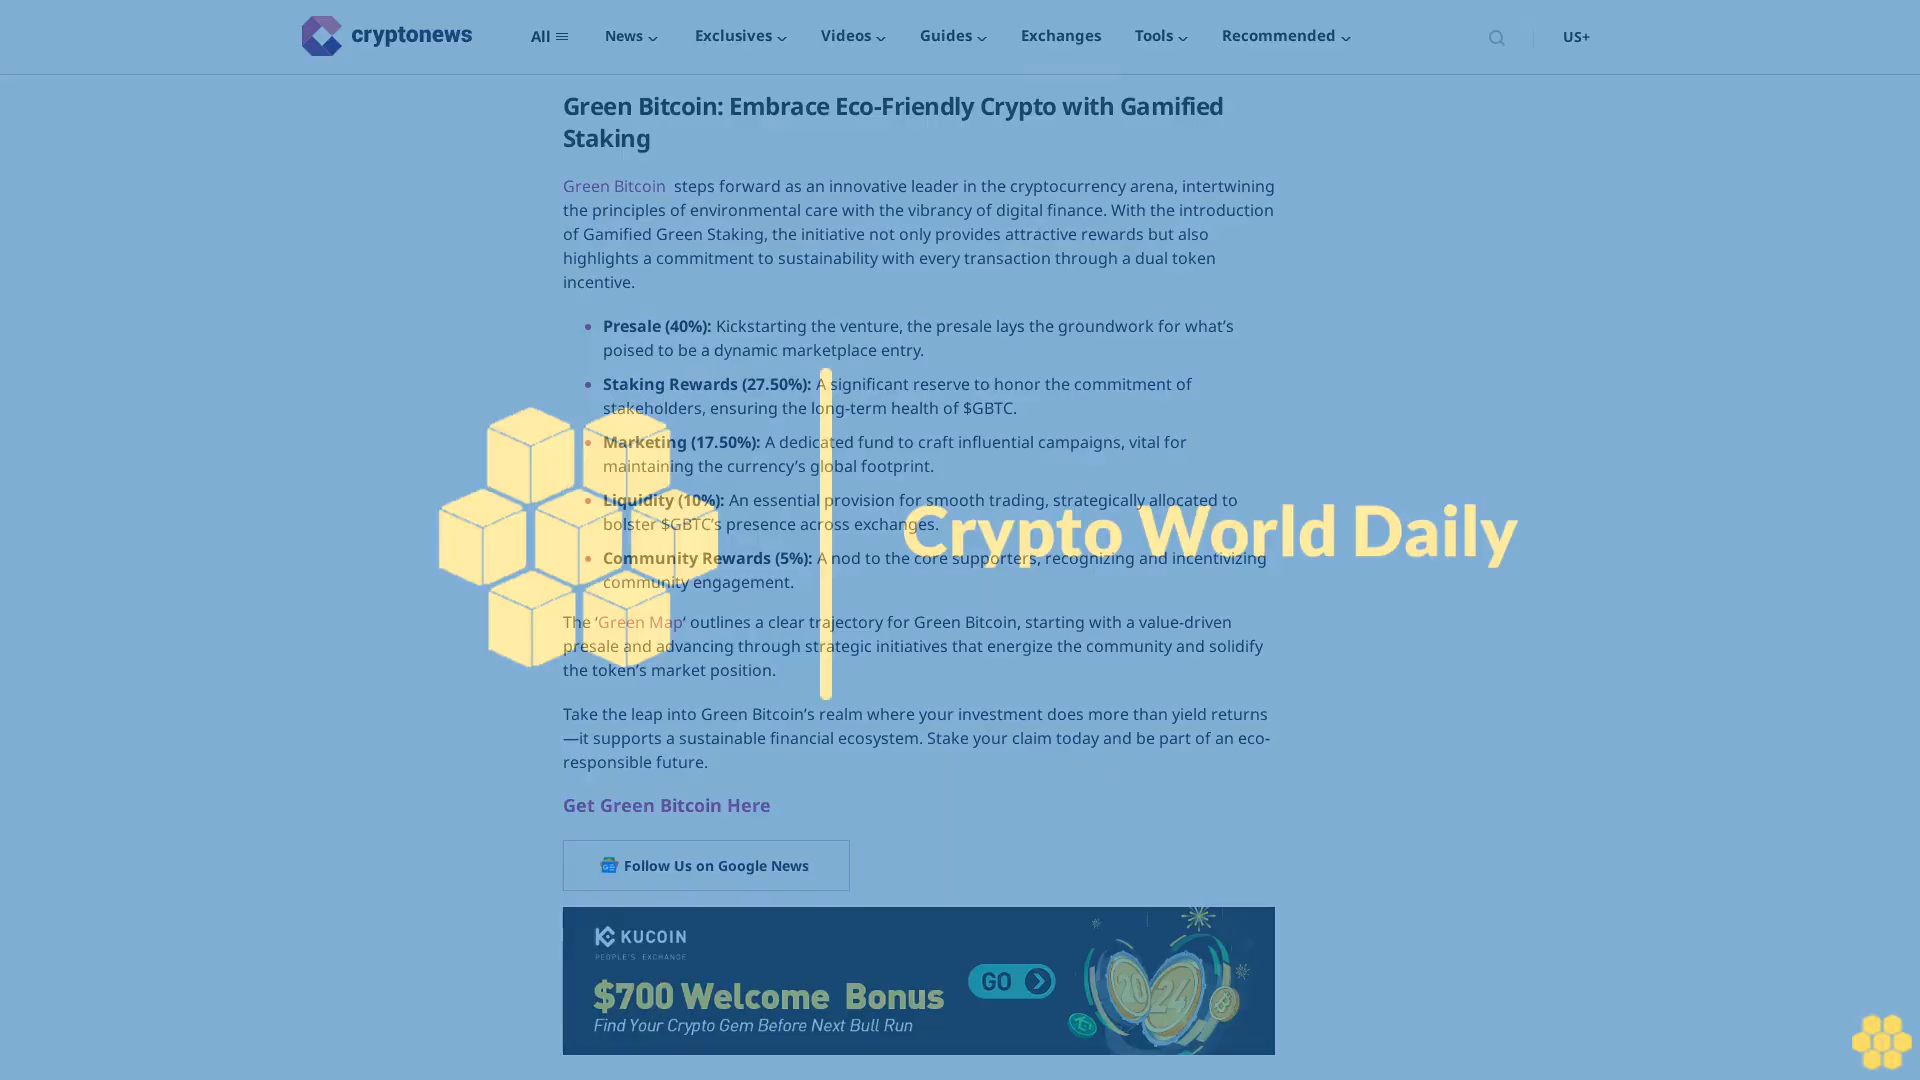 cryptonews
All
News
Exclusives
Videos
Guides
Exchanges
Tools
Recommended
US+
Green Bitcoin: Embrace Eco-Friendly Crypto with Gamified
Staking
Green Bitcoin steps forward as an innovative leader in the cryptocurrency arena, intertwining
the principles of environmental care with the vibrancy of digital finance. With the introduction
of Gamified Green Staking, the initiative not only provides attractive rewards but also
highlights a commitment to sustainability with every transaction through a dual token
incentive.
Presale (40%): Kickstarting the venture, the presale lays the groundwork for what’s
poised to be a dynamic marketplace entry.
Staking Rewards (27.50%): A significant reserve to honor the commitment of
stakeholders, ensuring the long-term health of $GBTC.
Marketing (17.50%): A dedicated fund to craft influential campaigns, vital for
maintaining the currency’s global footprint.
Liquidity (10%): An essential provision for smooth trading, strategically allocated to
bolster $GBTC’s presence across exchanges.
Community Rewards (5%): A nod to the core supporters, recognizing and incentivizing
community engagement.
Crypto World Daily
The ‘Green Map‘ outlines a clear trajectory for Green Bitcoin, starting with a value-driven
presale and advancing through strategic initiatives that energize the community and solidify
the token’s market position.
Take the leap into Green Bitcoin’s realm where your investment does more than yield returns
—it supports a sustainable financial ecosystem. Stake your claim today and be part of an eco-
responsible future.
Get Green Bitcoin Here
Follow Us on Google News
KUCOIN
PEOPLE'S EXCHANGE
$700 Welcome Bonus
Find Your Crypto Gem Before Next Bull Run
GO
2024